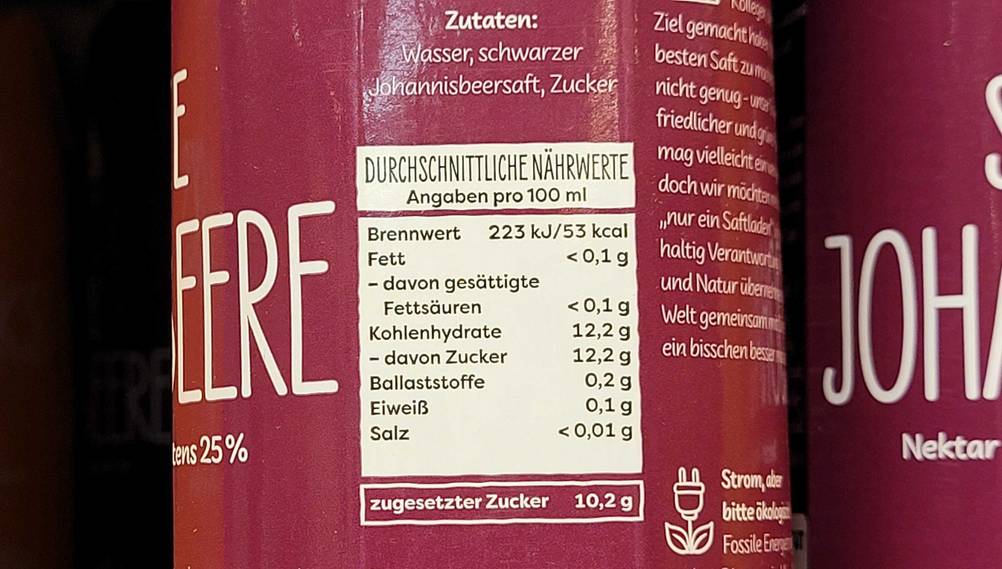 EERE
25%
Zutaten:
Wasser, schwarzer
Johannisbeersaft, Zucker
DURCHSCHNITTLICHE NÄHRWERTE
Angaben pro 100 ml
Brennwert 223 kJ/53 kcal
Fett < 0,1 g
– davon gesättigte
Fettsäuren < 0,1 g
Kohlenhydrate 12,2 g
– davon Zucker 12,2 g
Ballaststoffe 0,2 g
Eiweiß 0,1 g
Salz < 0,01 g
zugesetzter Zucker 10,2 g
Ziel gemacht
besten Saft zu
nicht genug -
friedlicher und
mag vielleicht
doch wir möchten
„nur ein Saftladen"
haltig
und Natur
Welt gemeinsam
ein bisschen besser
Strom, aber
bitte
Fossile
JOH
Nektar